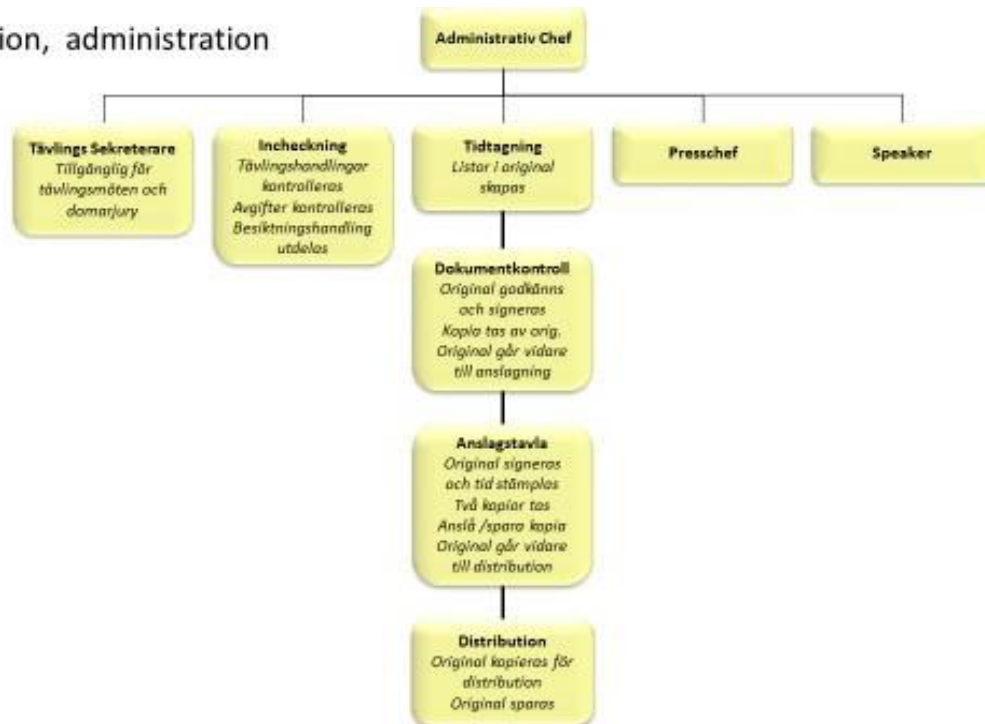 ion, administration
Administrativ Chef
Tävlings Sekreterare
Tillgänglig för
tävlingsmöten och
domarjury
Incheckning
Tävlingshandlingar
kontrolleras
Avgifter kontrolleras
Besiktningshandling
utdelas
Tidtagning
Listor i original
skapas
Presschef
Speaker
Dokumentkontroll
Original godkänns
och signeras
Kopia tas av orig.
Original går vidare
till anslagning
Anslagstavla
Original signeras
och tid stämplas
Två kopior tas
Anslå /spara kopia
Original går vidare
till distribution
Distribution
Original kopieras för
distribution
Original sparas